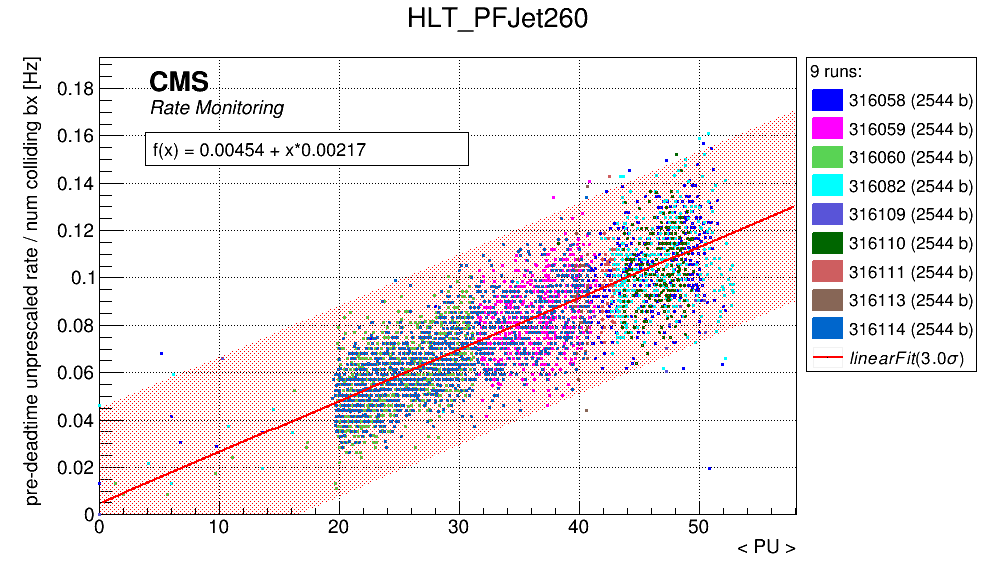 HLT_PFJet260
pre-deadtime unprescaled rate / num colliding bx [Hz]
0.18
0.16
0.14
0.12
0.1
0.08
0.06
0.04
0.02
0
CMS
Rate Monitoring
f(x) = 0.00454 + x*0.00217
0 10 20 30 40 50
< PU >
9 runs:
316058 (2544 b)
316059 (2544 b)
316060 (2544 b)
316082 (2544 b)
316109 (2544 b)
316110 (2544 b)
316111 (2544 b)
316113 (2544 b)
316114 (2544 b)
linearFit(3.0σ)